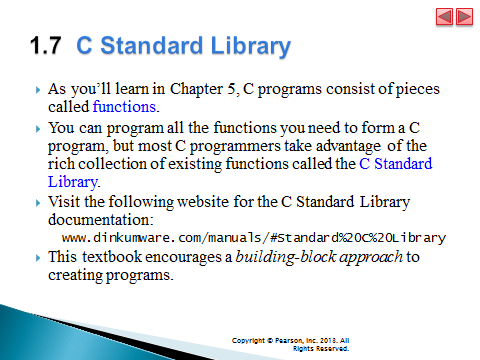 1.7 C Standard Library
As you’ll learn in Chapter 5, C programs consist of pieces
called functions.
You can program all the functions you need to form a C
program, but most C programmers take advantage of the
rich collection of existing functions called the C Standard
Library.
Visit the following website for the C Standard Library
documentation:
www.dinkumware.com/manuals/#Standard%20C%20Library
This textbook encourages a building-block approach to
creating programs.
Copyright © Pearson, Inc. 2013. All
Rights Reserved.